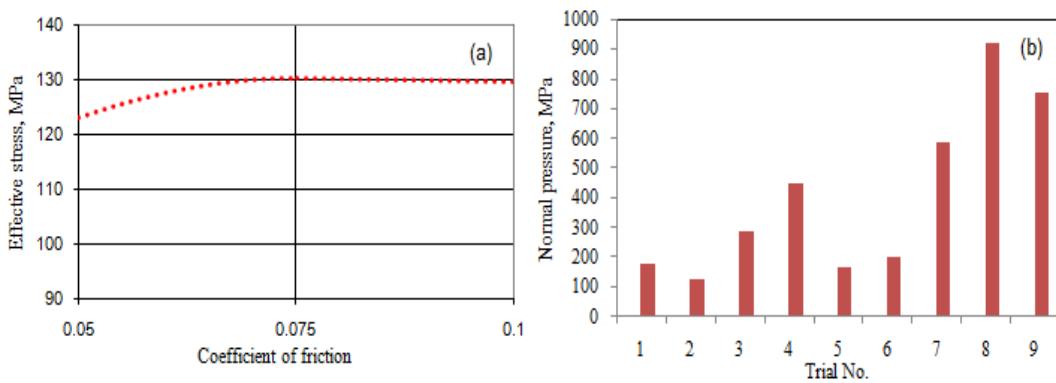 (a)
Effective stress, MPa
140
130
120
110
100
90
0.05 0.075 0.1
Coefficient of friction
(b)
Normal pressure, MPa
1000
900
800
700
600
500
400
300
200
100
0
1 2 3 4 5 6 7 8 9
Trial No.